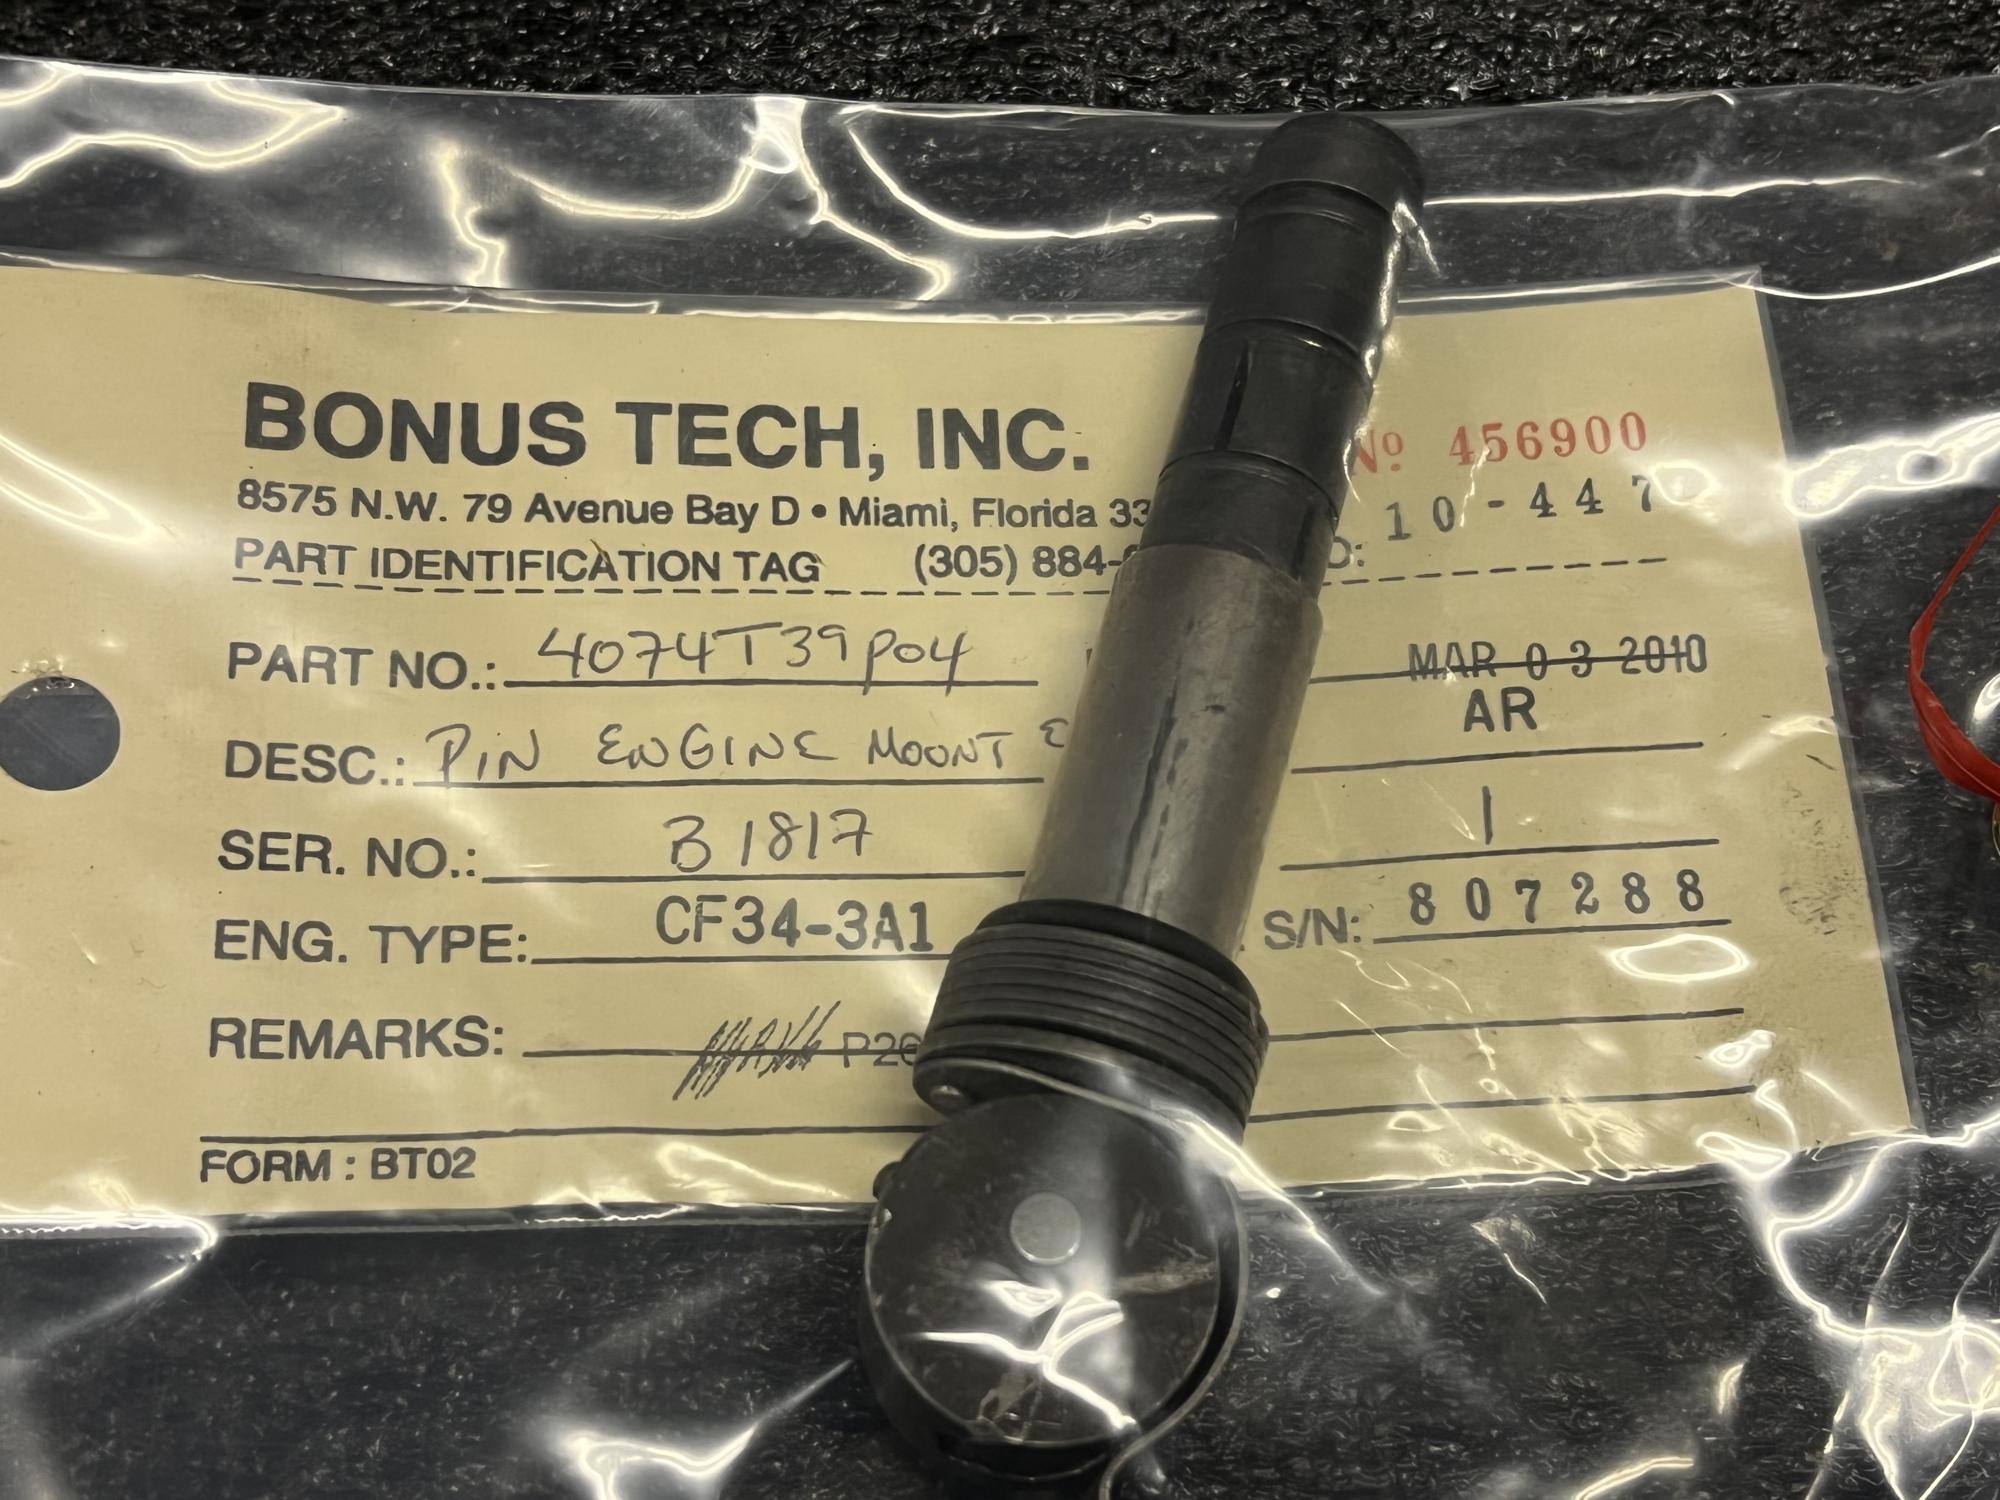 BONUS TECH, INC. Nº 456900
8575 N.W. 79 Avenue Bay D • Miami, Florida 33 10-447
PART IDENTIFICATION TAG (305) 884- O:
PART NO.: 4074T39P04 MAR 03 2010
DESC.: PIN ENGINE MOUNT AR
SER. NO.: B1817 1
ENG. TYPE: CF34-3A1 S/N: 807288
REMARKS: P20
FORM : BT02